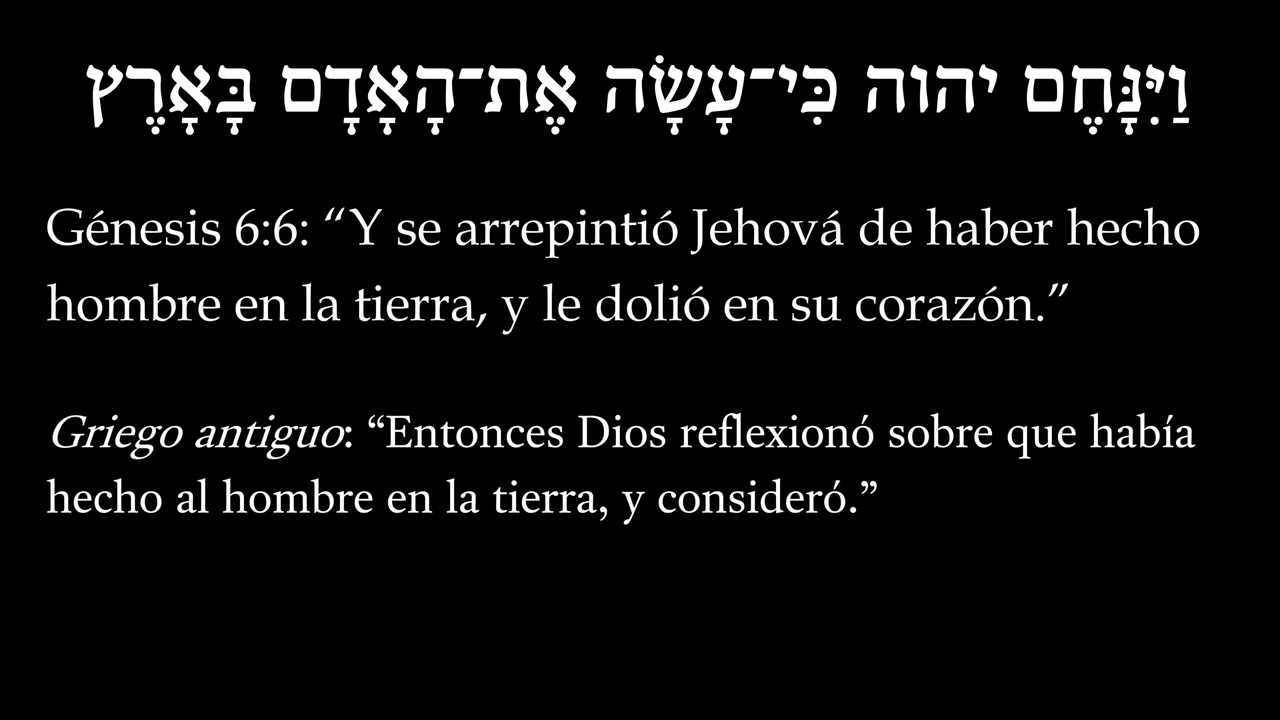 וַיִּנָּחֶם יהוה כִּי־עָשָׂה אֶת־הָאָדָם בָּאָרֶץ
Génesis 6:6: “Y se arrepintió Jehová de haber hecho
hombre en la tierra, y le dolió en su corazón.”
Griego antiguo: “Entonces Dios reflexionó sobre que había
hecho al hombre en la tierra, y consideró.”